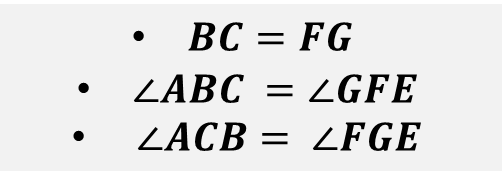 • BC = FG
• ∠ABC = ∠GFE
• ∠ACB = ∠FGE